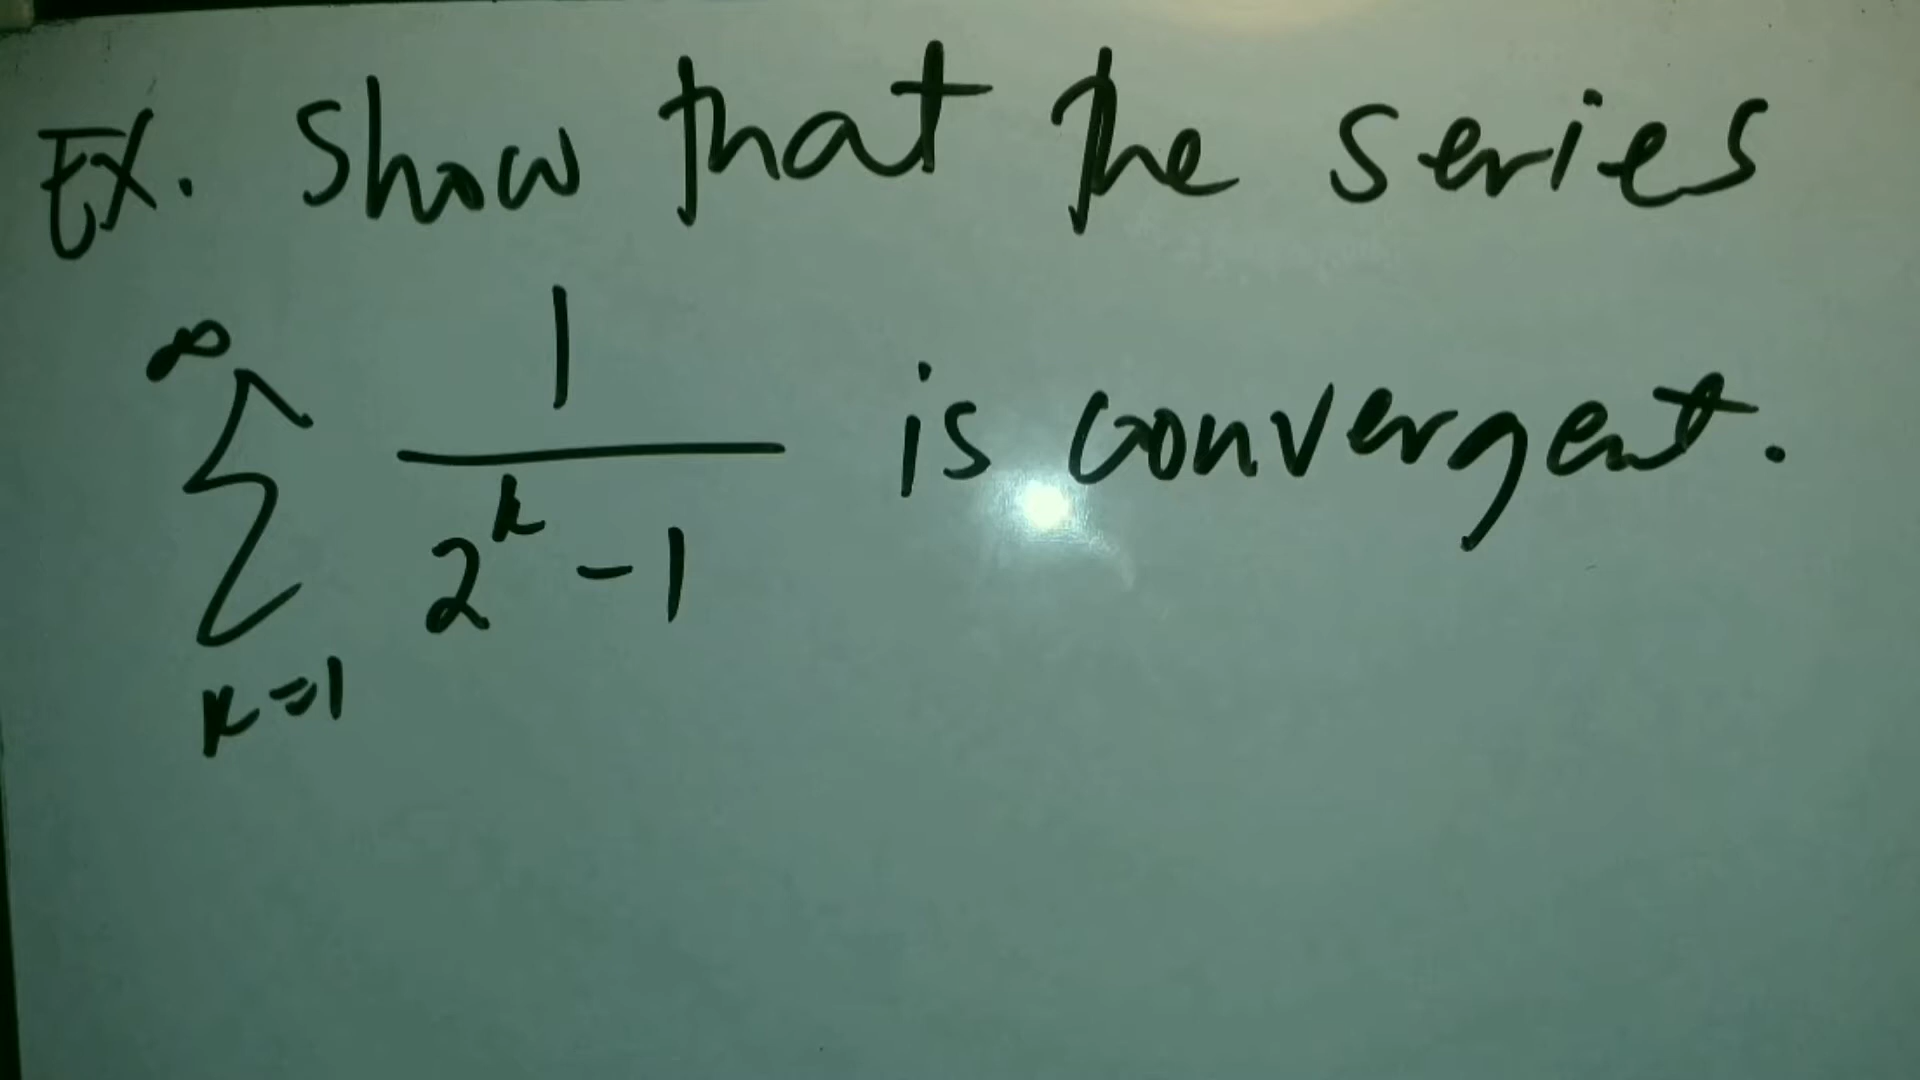 Ex. Show that the series
∞
∑ 1/(2^k - 1) is convergent.
k=1